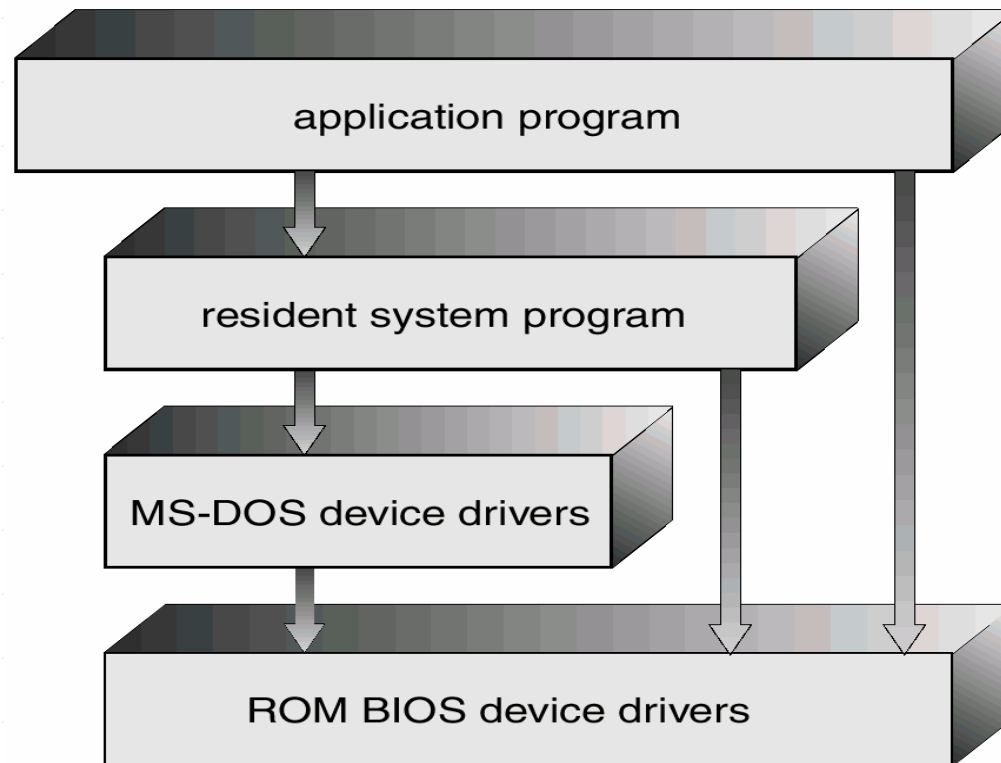 application program
resident system program
MS-DOS device drivers
ROM BIOS device drivers